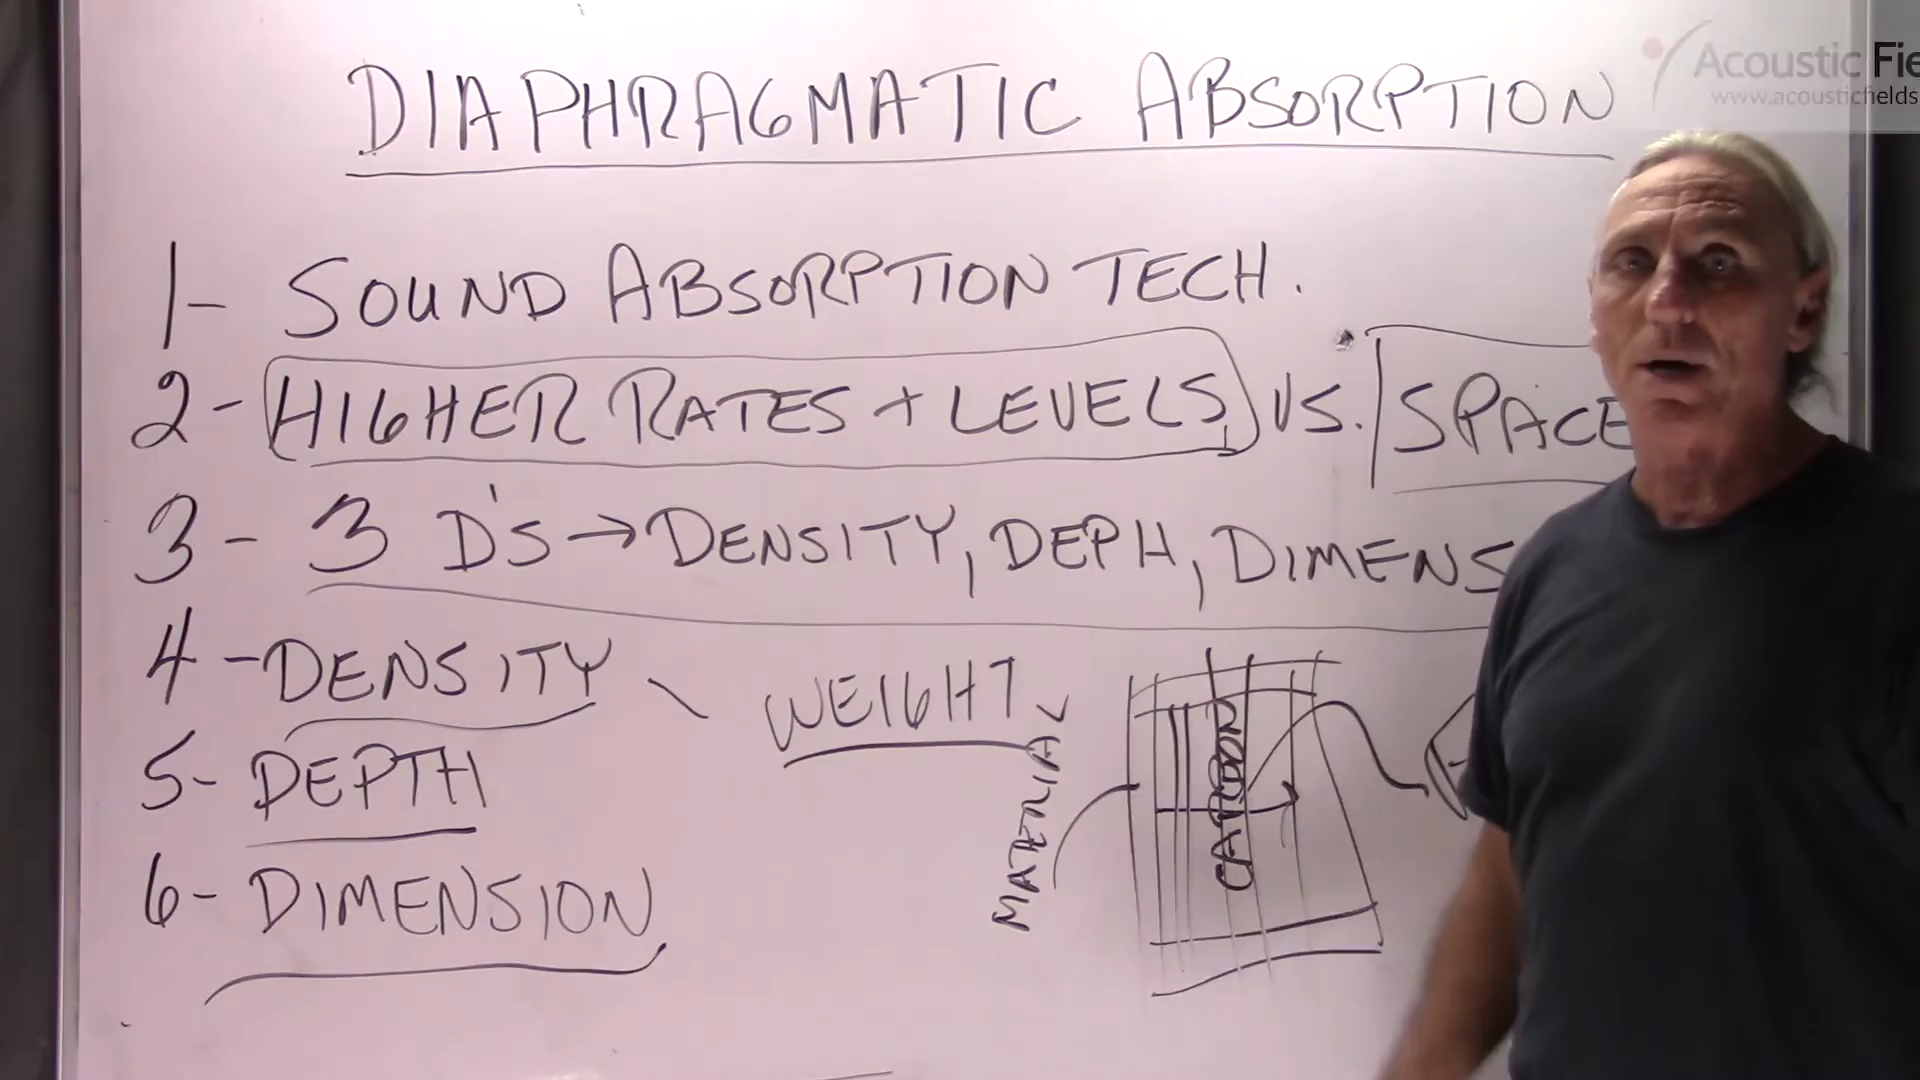 Acoustic Fie
www.acousticfields
DIAPHRAGMATIC ABSORPTION
1- SOUND ABSORPTION TECH.
2- HIGHER RATES + LEVELS VS. SPACE
3- 3 D'S → DENSITY, DEPH, DIMENS
4- DENSITY
WEIGHT
5- DEPTH
6- DIMENSION
MATERIAL
CARBON